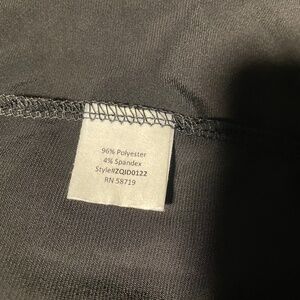 96% Polyester
4% Spandex
Style#ZQID0122
RN 58719